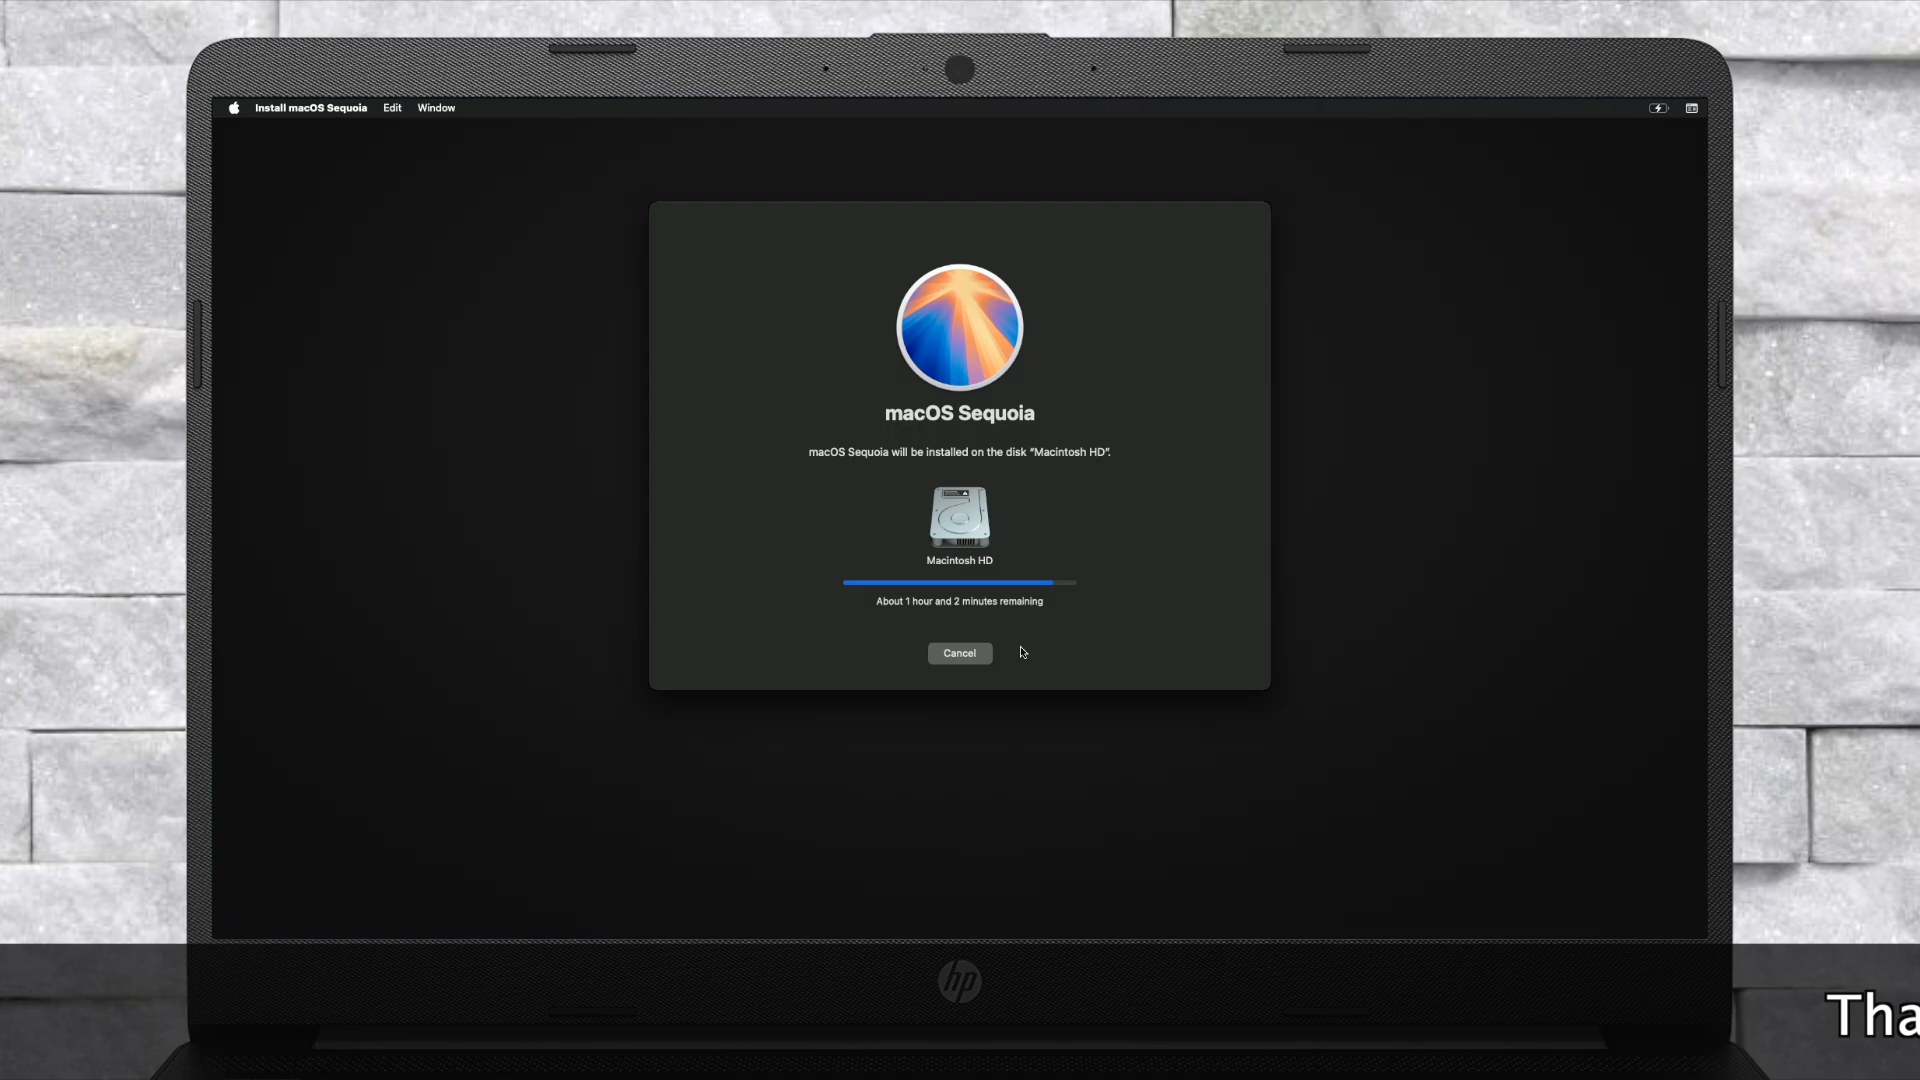 Install macOS Sequoia Edit Window
macOS Sequoia
macOS Sequoia will be installed on the disk “Macintosh HD”.
Macintosh HD
About 1 hour and 2 minutes remaining
Cancel
hp
Tha